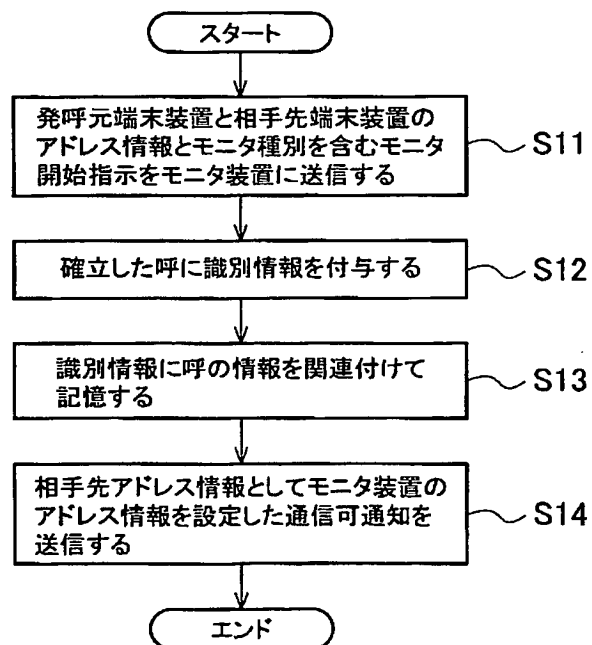 スタート
発呼元端末装置と相手先端末装置の
アドレス情報とモニタ種別を含むモニタ
開始指示をモニタ装置に送信する
S11
確立した呼に識別情報を付与する
S12
識別情報に呼の情報を関連付けて
記憶する
S13
相手先アドレス情報としてモニタ装置の
アドレス情報を設定した通信可通知を
送信する
S14
エンド